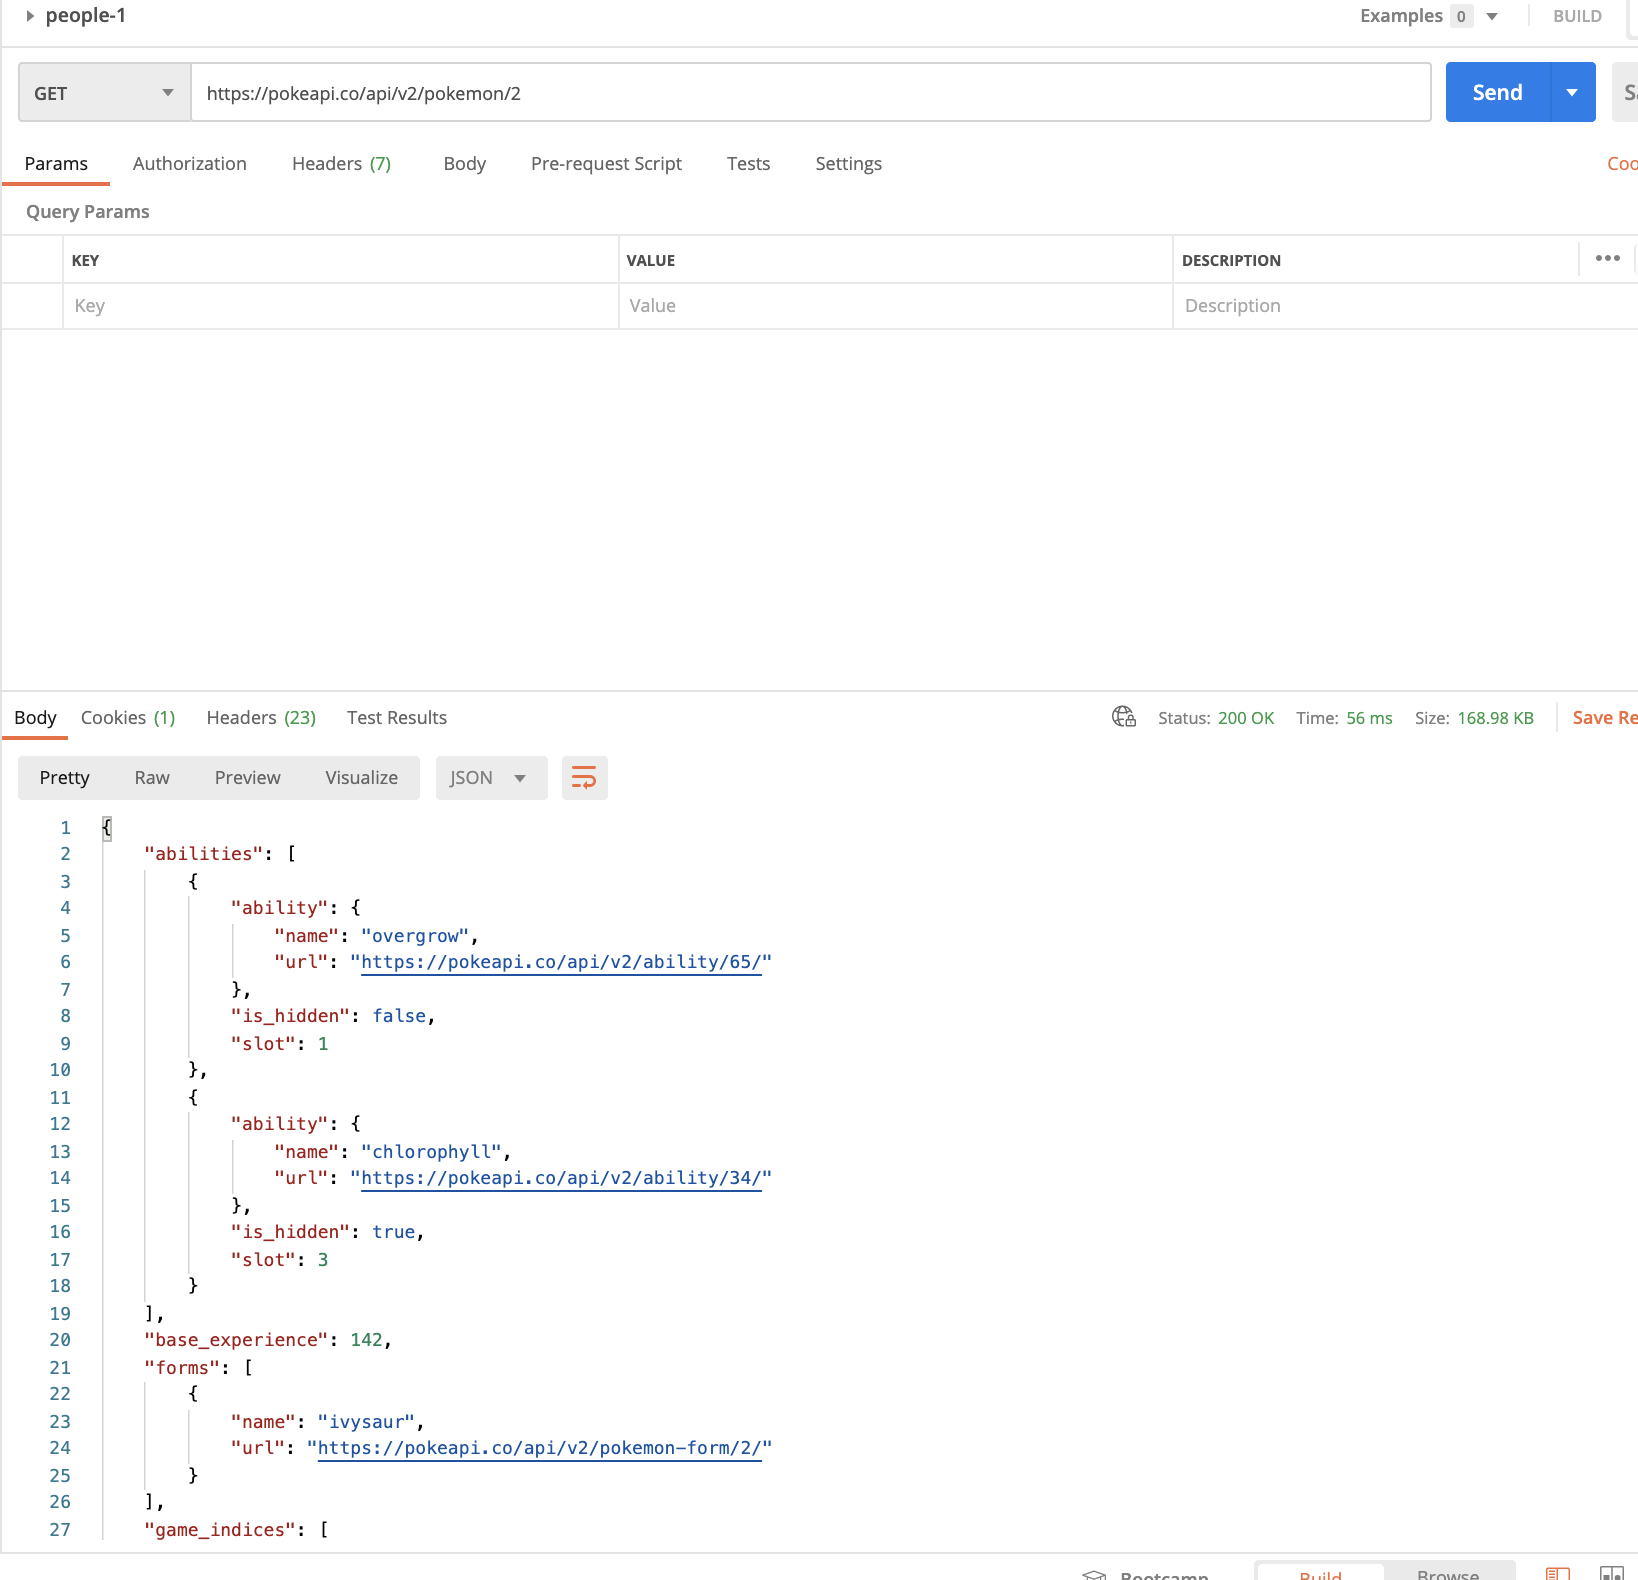 people-1 Examples 0 BUILD
GET https://pokeapi.co/api/v2/pokemon/2 Send
Params Authorization Headers (7) Body Pre-request Script Tests Settings
Query Params
KEY VALUE DESCRIPTION
Key Value Description
Body Cookies (1) Headers (23) Test Results Status: 200 OK Time: 56 ms Size: 168.98 KB Save Re
Pretty Raw Preview Visualize JSON
1 {
2 "abilities": [
3 {
4 "ability": {
5 "name": "overgrow",
6 "url": "https://pokeapi.co/api/v2/ability/65/"
7 },
8 "is_hidden": false,
9 "slot": 1
10 },
11 {
12 "ability": {
13 "name": "chlorophyll",
14 "url": "https://pokeapi.co/api/v2/ability/34/"
15 },
16 "is_hidden": true,
17 "slot": 3
18 }
19 ],
20 "base_experience": 142,
21 "forms": [
22 {
23 "name": "ivysaur",
24 "url": "https://pokeapi.co/api/v2/pokemon-form/2/"
25 }
26 ],
27 "game_indices": [
Bootcamp Build Browse